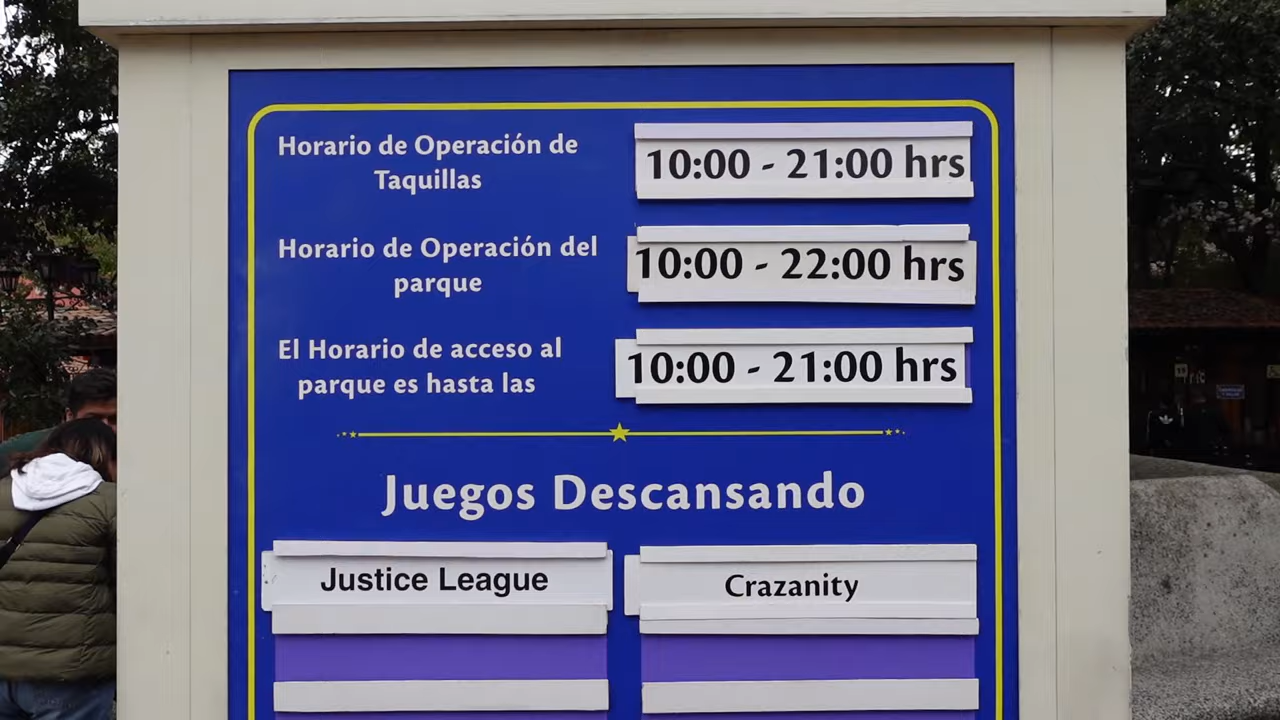 Horario de Operación de
Taquillas
10:00 - 21:00 hrs
Horario de Operación del
parque
10:00 - 22:00 hrs
El Horario de acceso al
parque es hasta las
10:00 - 21:00 hrs
Juegos Descansando
Justice League
Crazanity